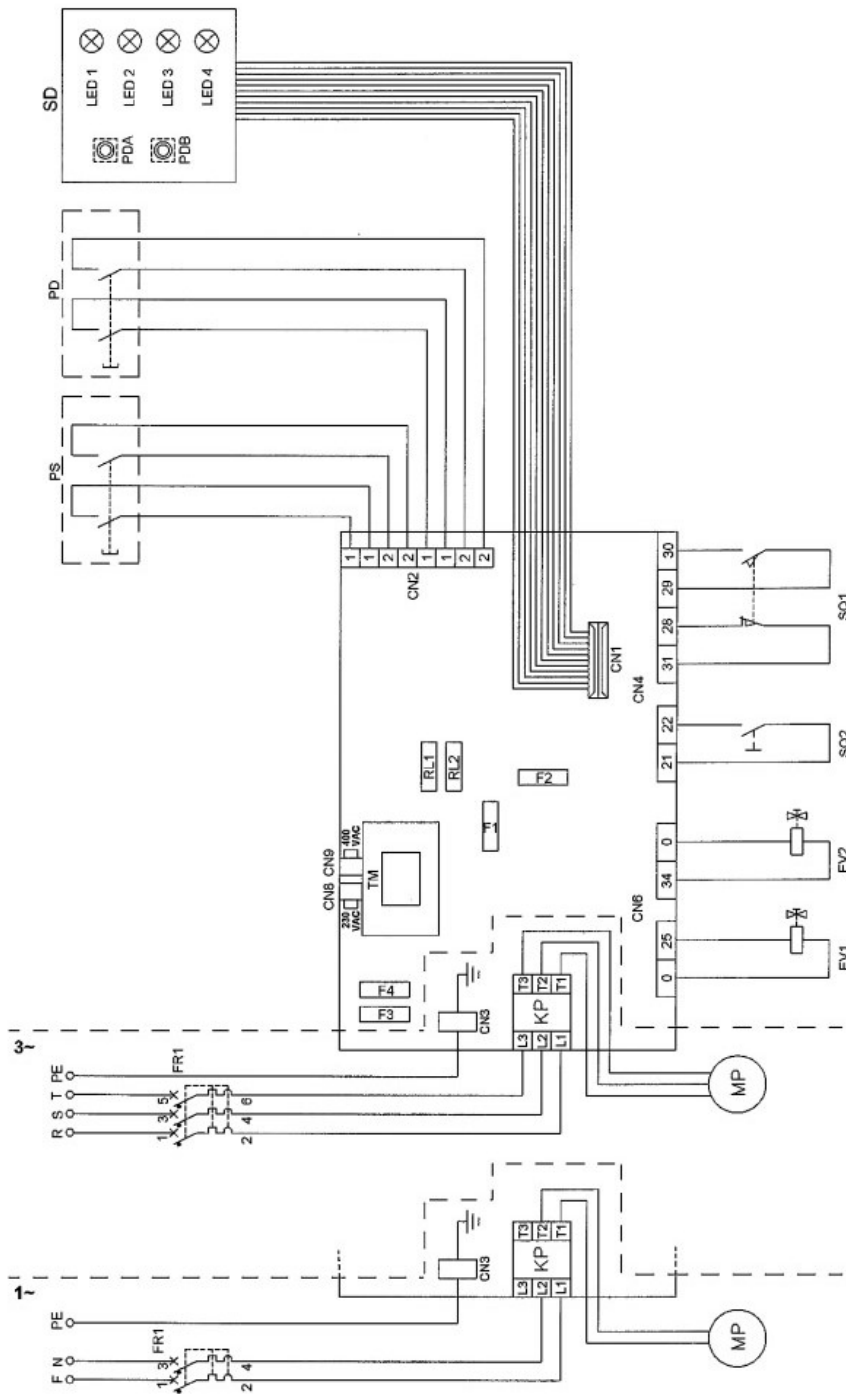 SD
LED 1
LED 2
LED 3
LED 4
PDA
PDB
PD
PS
1
1
2
2
1
1
2
2
CN2
CN1
30
29
28
31
CN4
SQ1
22
21
SQ2
RL1
RL2
F2
F1
0
34
EV2
CN6
25
0
EV1
400 VAC
CN9
CN8
230 VAC
TM
F4
F3
CN3
T3
T2
T1
KP
L3
L2
L1
MP
3~
PE
T
S
R
FR1
5
3
1
6
4
2
CN3
T3
T2
T1
KP
L3
L2
L1
MP
1~
PE
N
F
FR1
3
1
4
2